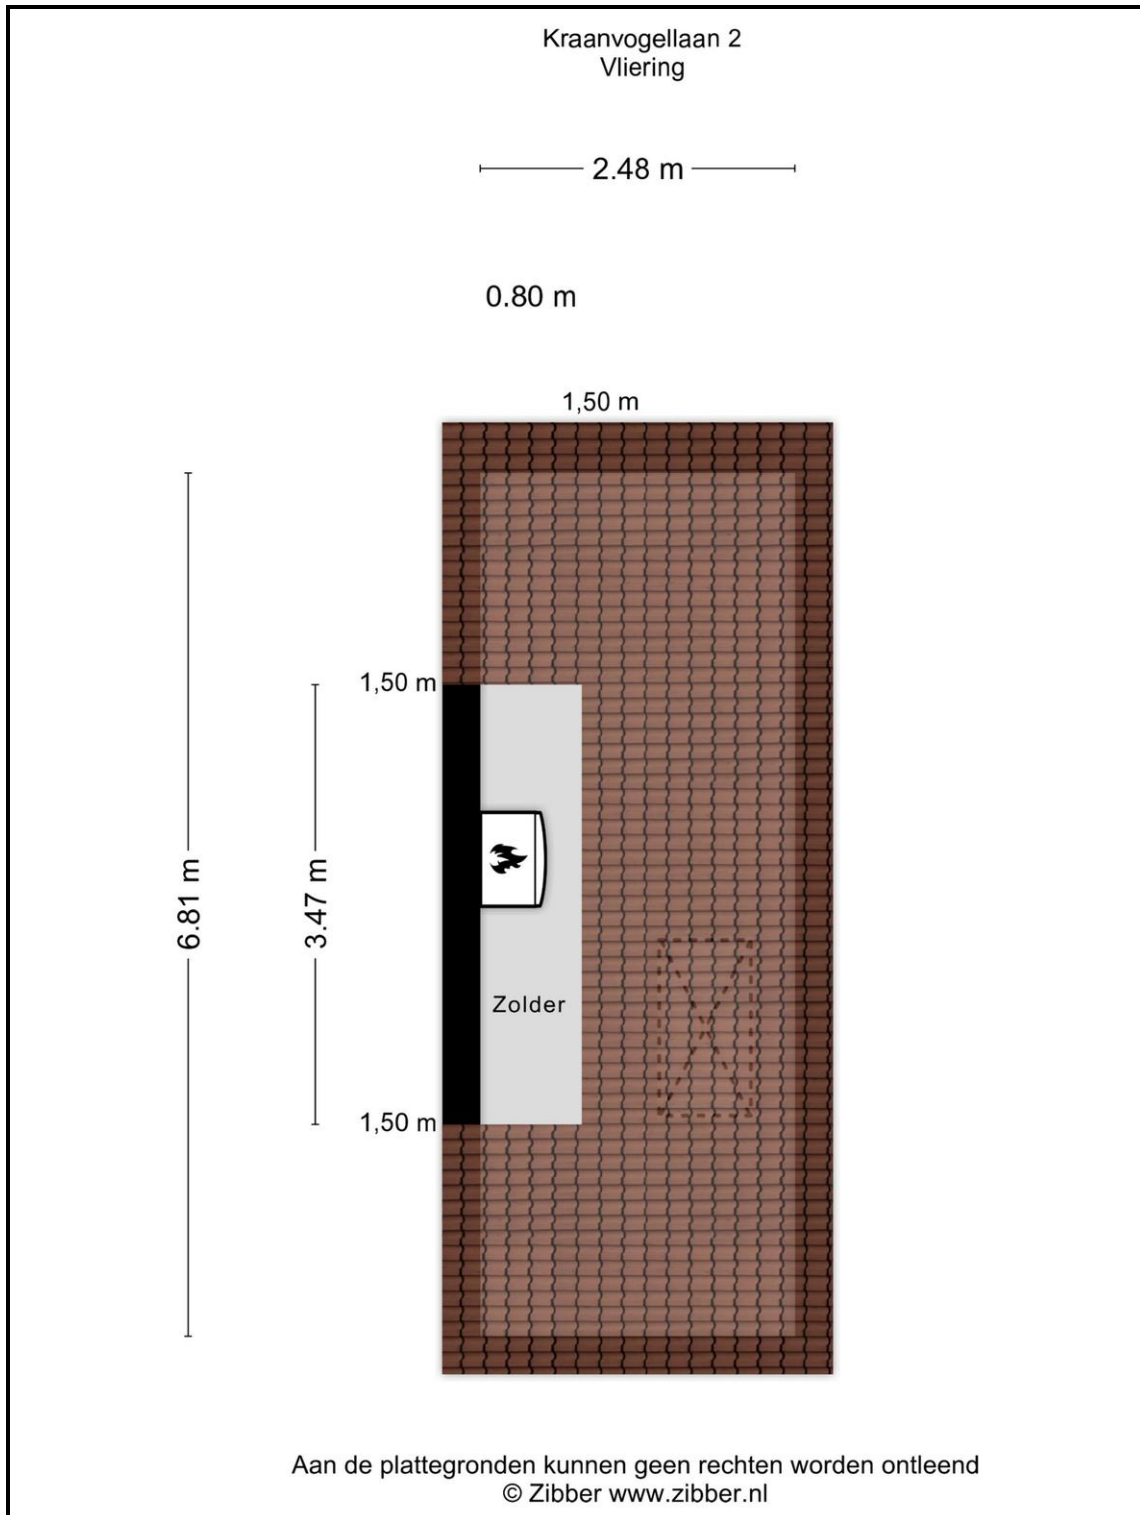 Kraanvogellaan 2
Vliering
2.48 m
0.80 m
1,50 m
1,50 m
6.81 m
3.47 m
Zolder
1,50 m
Aan de plattegronden kunnen geen rechten worden ontleend
© Zibber www.zibber.nl